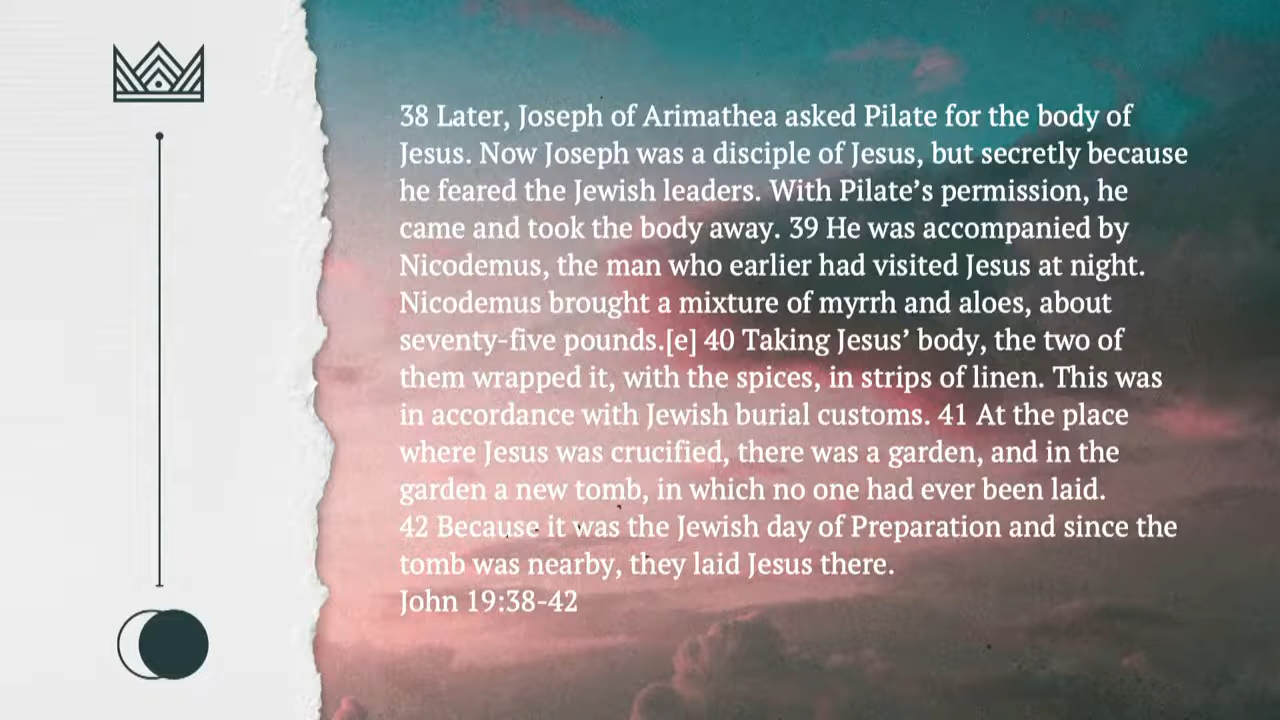 38 Later, Joseph of Arimathea asked Pilate for the body of
Jesus. Now Joseph was a disciple of Jesus, but secretly because
he feared the Jewish leaders. With Pilate’s permission, he
came and took the body away. 39 He was accompanied by
Nicodemus, the man who earlier had visited Jesus at night.
Nicodemus brought a mixture of myrrh and aloes, about
seventy-five pounds.[e] 40 Taking Jesus’ body, the two of
them wrapped it, with the spices, in strips of linen. This was
in accordance with Jewish burial customs. 41 At the place
where Jesus was crucified, there was a garden, and in the
garden a new tomb, in which no one had ever been laid.
42 Because it was the Jewish day of Preparation and since the
tomb was nearby, they laid Jesus there.
John 19:38-42